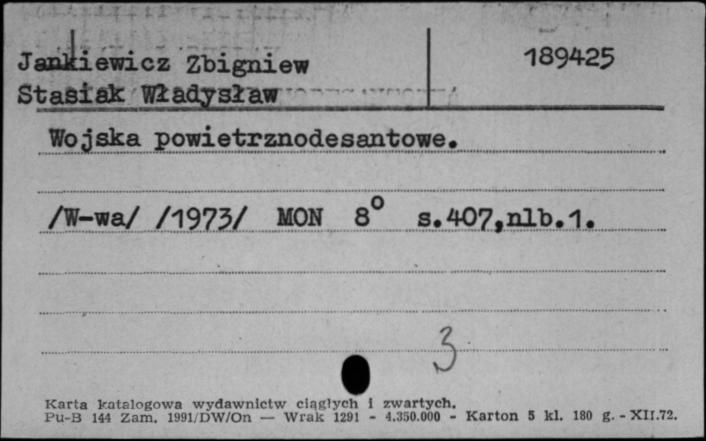 Jankiewicz Zbigniew 189425
Stasiak Władysław
Wojska powietrznodesantowe.
/W-wa/ /1973/ MON 8° s.407,nlb.1.
3
Karta katalogowa wydawnictw ciągłych i zwartych.
Pu-B 144 Zam. 1991/DW/On — Wrak 1291 - 4.350.000 - Karton 5 kl. 180 g. - XII.72.